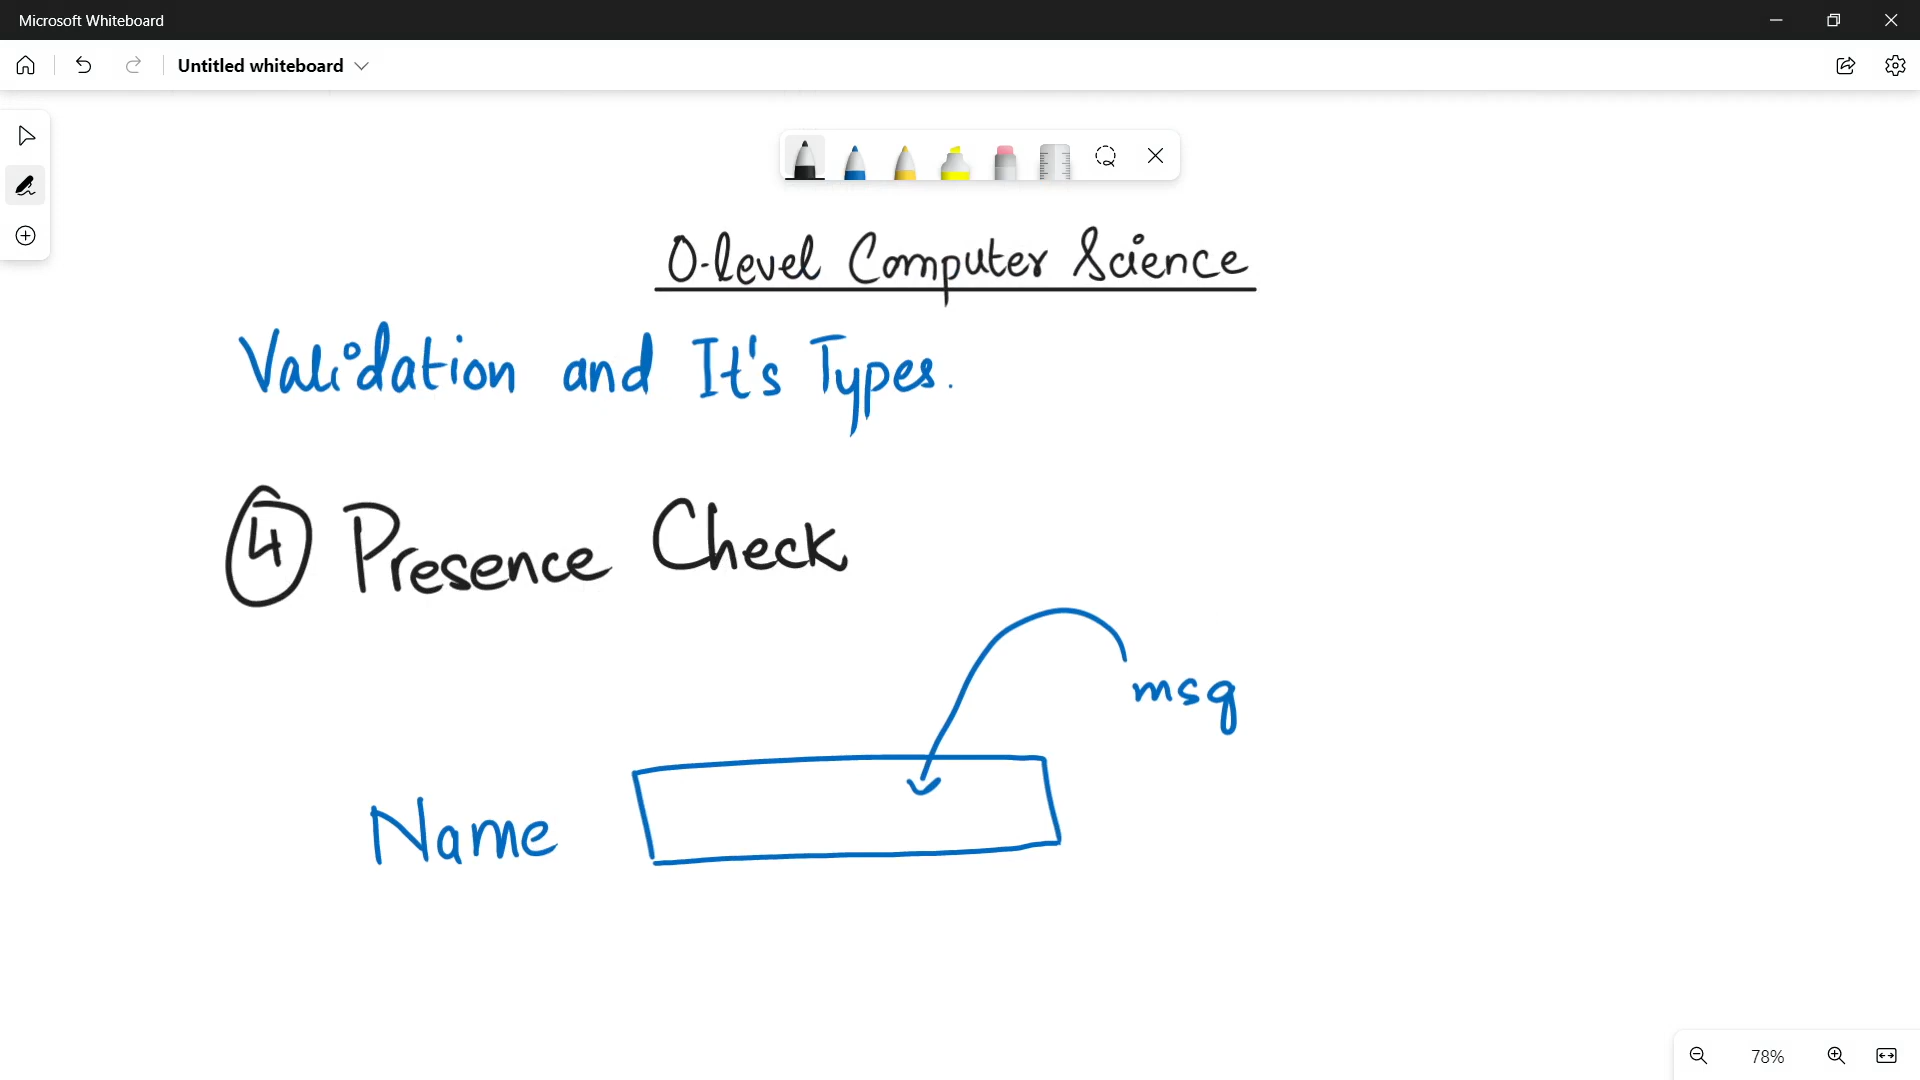 Microsoft Whiteboard
Untitled whiteboard
O-level Computer Science
Validation and It's Types.
4 Presence Check
msg
Name
78%